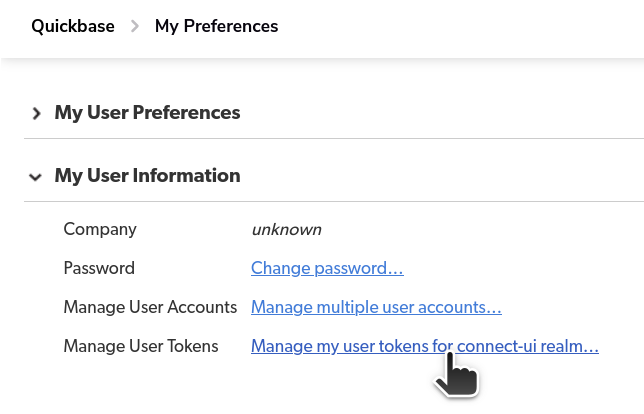 Quickbase > My Preferences
My User Preferences
My User Information
Company unknown
Password Change password...
Manage User Accounts Manage multiple user accounts...
Manage User Tokens Manage my user tokens for connect-ui realm...